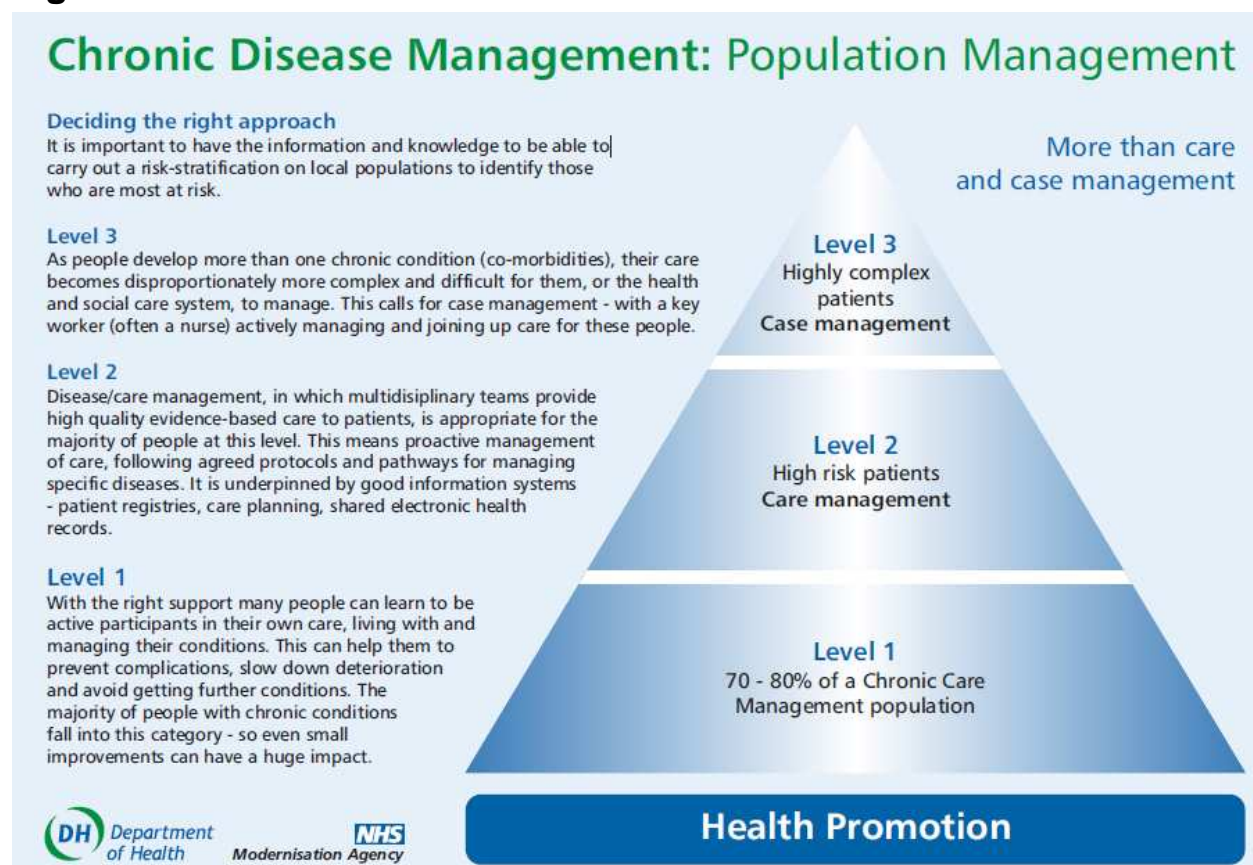 Chronic Disease Management: Population Management
Deciding the right approach
It is important to have the information and knowledge to be able to
carry out a risk-stratification on local populations to identify those
who are most at risk.
Level 3
As people develop more than one chronic condition (co-morbidities), their care
becomes disproportionately more complex and difficult for them, or the health
and social care system, to manage. This calls for case management - with a key
worker (often a nurse) actively managing and joining up care for these people.
Level 2
Disease/care management, in which multidisiplinary teams provide
high quality evidence-based care to patients, is appropriate for the
majority of people at this level. This means proactive management
of care, following agreed protocols and pathways for managing
specific diseases. It is underpinned by good information systems
- patient registries, care planning, shared electronic health
records.
Level 1
With the right support many people can learn to be
active participants in their own care, living with and
managing their conditions. This can help them to
prevent complications, slow down deterioration
and avoid getting further conditions. The
majority of people with chronic conditions
fall into this category - so even small
improvements can have a huge impact.
More than care
and case management
Level 3
Highly complex
patients
Case management
Level 2
High risk patients
Care management
Level 1
70 - 80% of a Chronic Care
Management population
Health Promotion
DH Department
of Health
NHS
Modernisation Agency